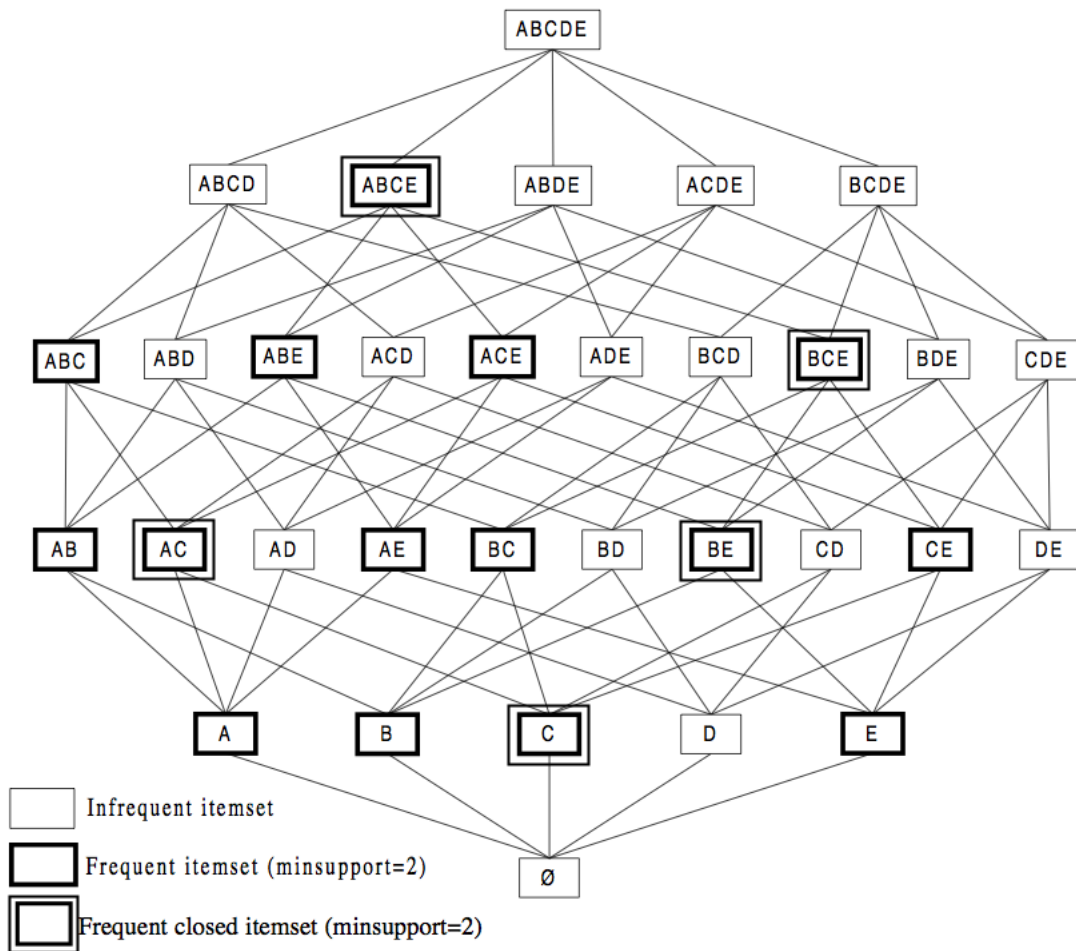 ABCDE
ABCD ABCE ABDE ACDE BCDE
ABC ABD ABE ACD ACE ADE BCD BCE BDE CDE
AB AC AD AE BC BD BE CD CE DE
A B C D E
Infrequent itemset
Frequent itemset (minsupport=2)
Ø
Frequent closed itemset (minsupport=2)